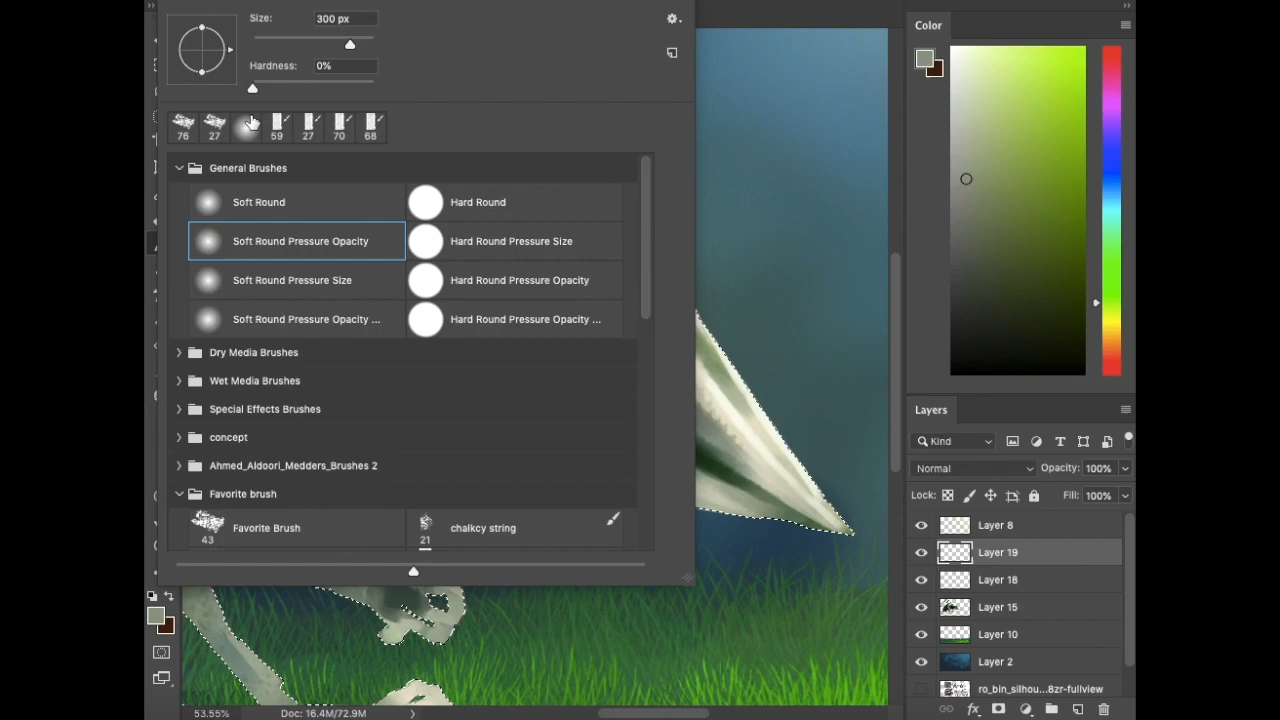 Size: 300 px
Hardness: 0%
76 27 59 27 70 68
General Brushes
Soft Round Hard Round
Soft Round Pressure Opacity Hard Round Pressure Size
Soft Round Pressure Size Hard Round Pressure Opacity
Soft Round Pressure Opacity ... Hard Round Pressure Opacity ...
Dry Media Brushes
Wet Media Brushes
Special Effects Brushes
concept
Ahmed_Aldoori_Medders_Brushes 2
Favorite brush
Favorite Brush chalkcy string
43 21
53.55% Doc: 16.4M/72.9M
Color
Layers
Kind
Normal Opacity: 100%
Lock: Fill: 100%
Layer 8
Layer 19
Layer 18
Layer 15
Layer 10
Layer 2
ro_bin_silhou...8zr-fullview
fx